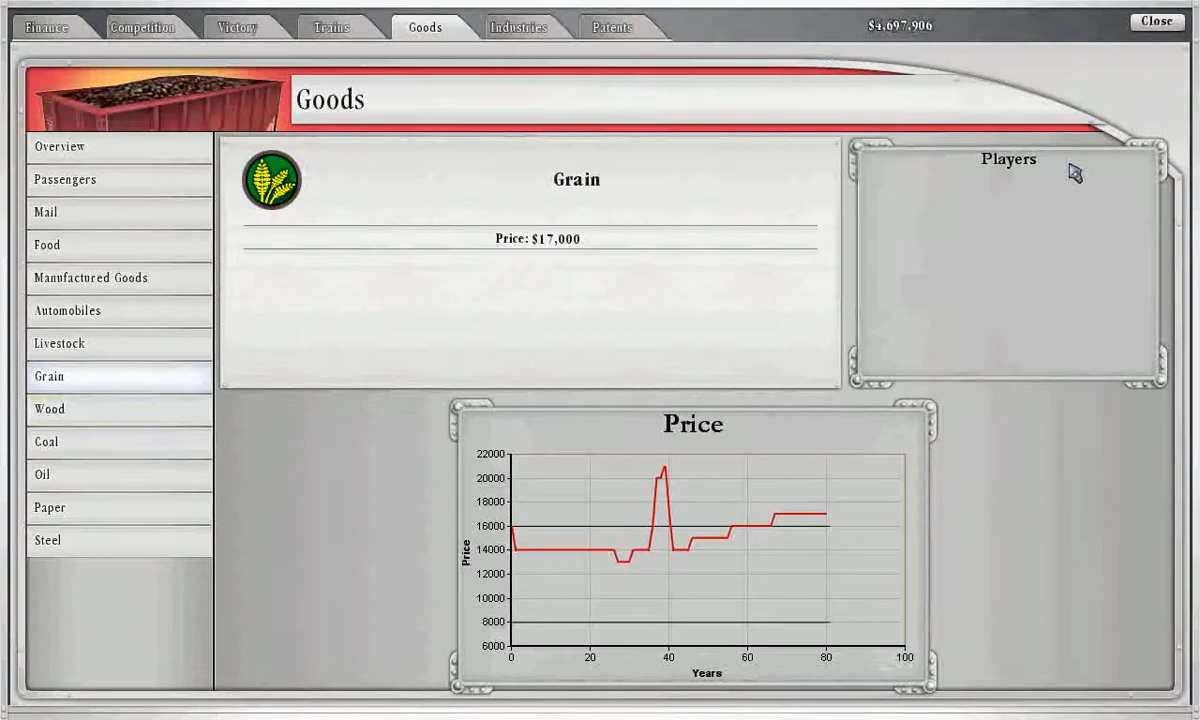 Finance
Competition
Victory
Trains
Goods
Industries
Patents
$4,697,906
Close
Goods
Overview
Passengers
Mail
Food
Manufactured Goods
Automobiles
Livestock
Grain
Wood
Coal
Oil
Paper
Steel
Grain
Price: $17,000
Players
Price
22000
20000
18000
16000
14000
12000
10000
8000
6000
Price
0 20 40 60 80 100
Years